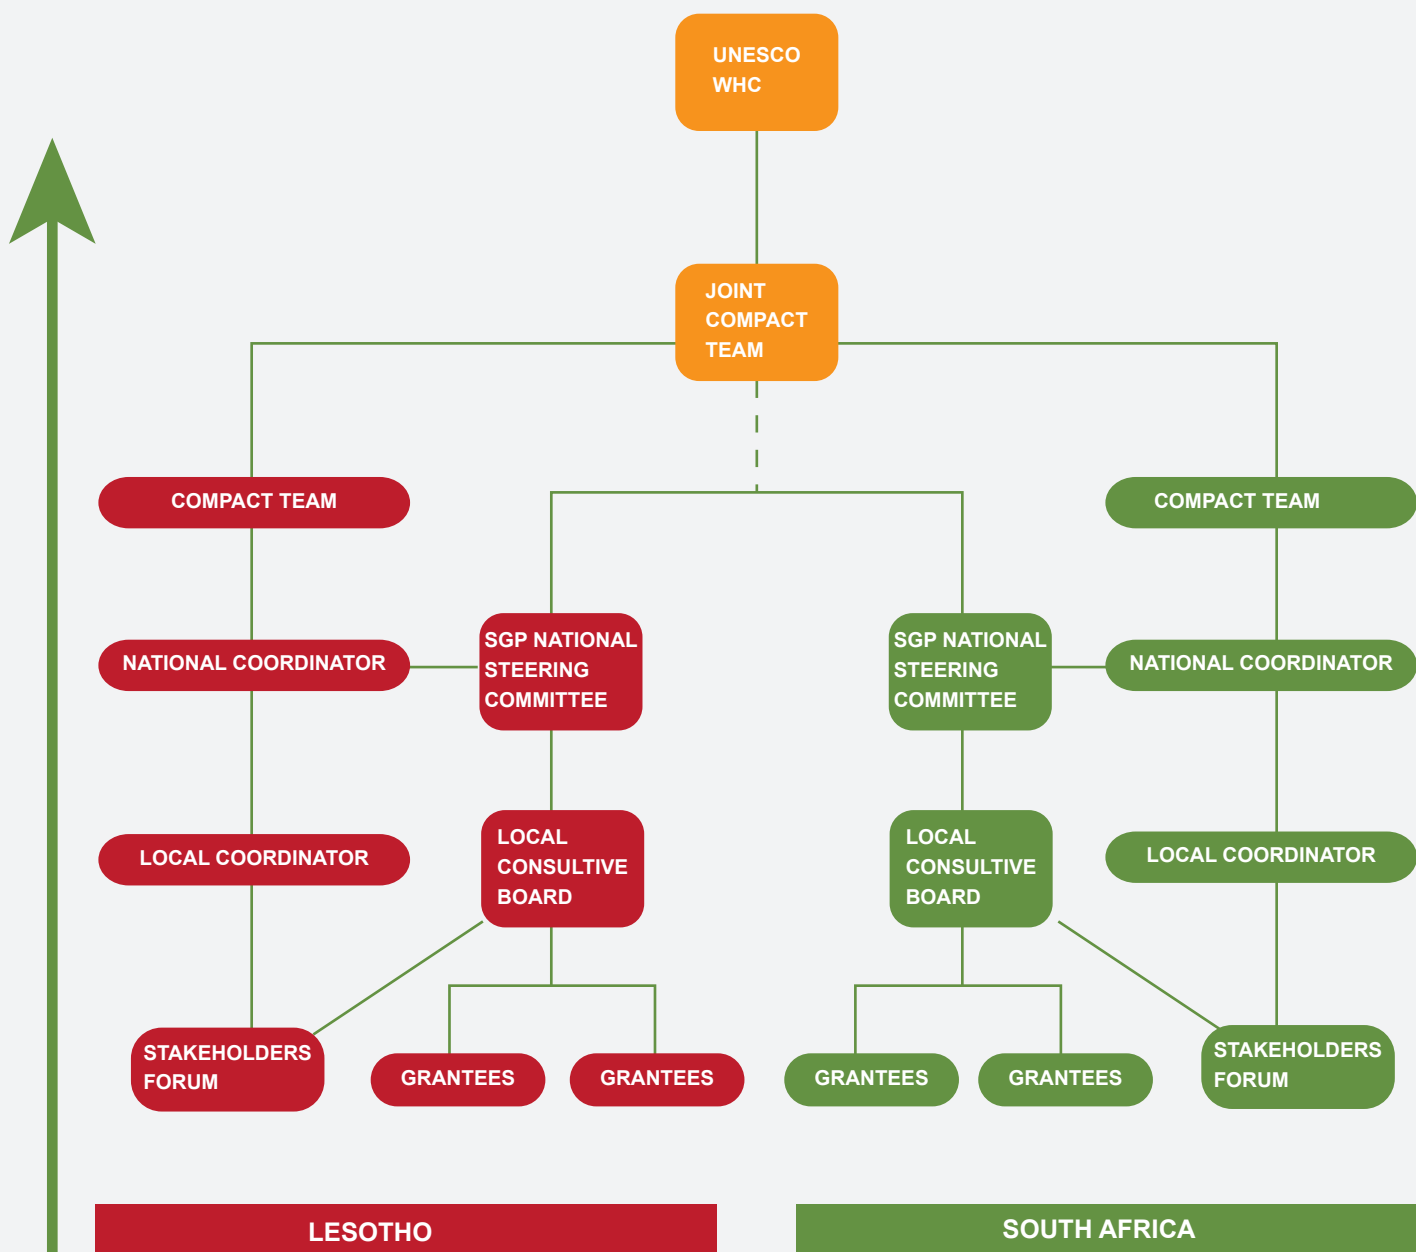 UNESCO
WHC
JOINT
COMPACT
TEAM
COMPACT TEAM
COMPACT TEAM
NATIONAL COORDINATOR
SGP NATIONAL
STEERING
COMMITTEE
SGP NATIONAL
STEERING
COMMITTEE
NATIONAL COORDINATOR
LOCAL COORDINATOR
LOCAL
CONSULTIVE
BOARD
LOCAL
CONSULTIVE
BOARD
LOCAL COORDINATOR
STAKEHOLDERS
FORUM
GRANTEES
GRANTEES
GRANTEES
GRANTEES
STAKEHOLDERS
FORUM
LESOTHO
SOUTH AFRICA